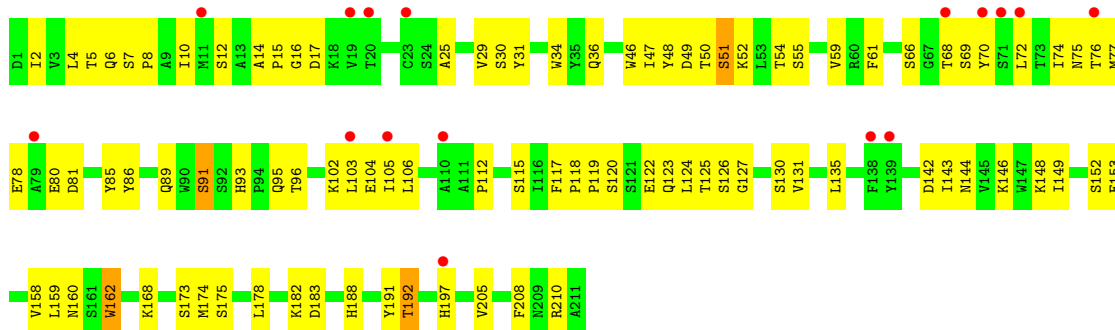 D1 I2 V3 L4 T5 Q6 S7 P8 A9 I10 M11 S12 A13 A14 P15 G16 D17 K18 V19 T20 C23 S24 A25 V29 S30 Y31 W34 Y35 Q36 W46 I47 Y48 D49 T50 S51 K52 L53 T54 S55 V59 R60 F61 S66 G67 T68 S69 Y70 S71 L72 T73 I74 N75 T76 M77
E78 A79 E80 D81 Y85 Y86 Q89 W90 S91 S92 H93 P94 Q95 T96 K102 L103 E104 I105 L106 A110 A111 P112 S115 I116 F117 P118 P119 S120 S121 E122 Q123 L124 T125 S126 G127 S130 V131 L135 F138 Y139 D142 I143 N144 V145 K146 W147 K148 I149 S152
V158 L159 N160 S161 W162 K168 S173 M174 S175 L178 K182 D183 H188 Y191 T192 H197 V205 F208 N209 R210 A211